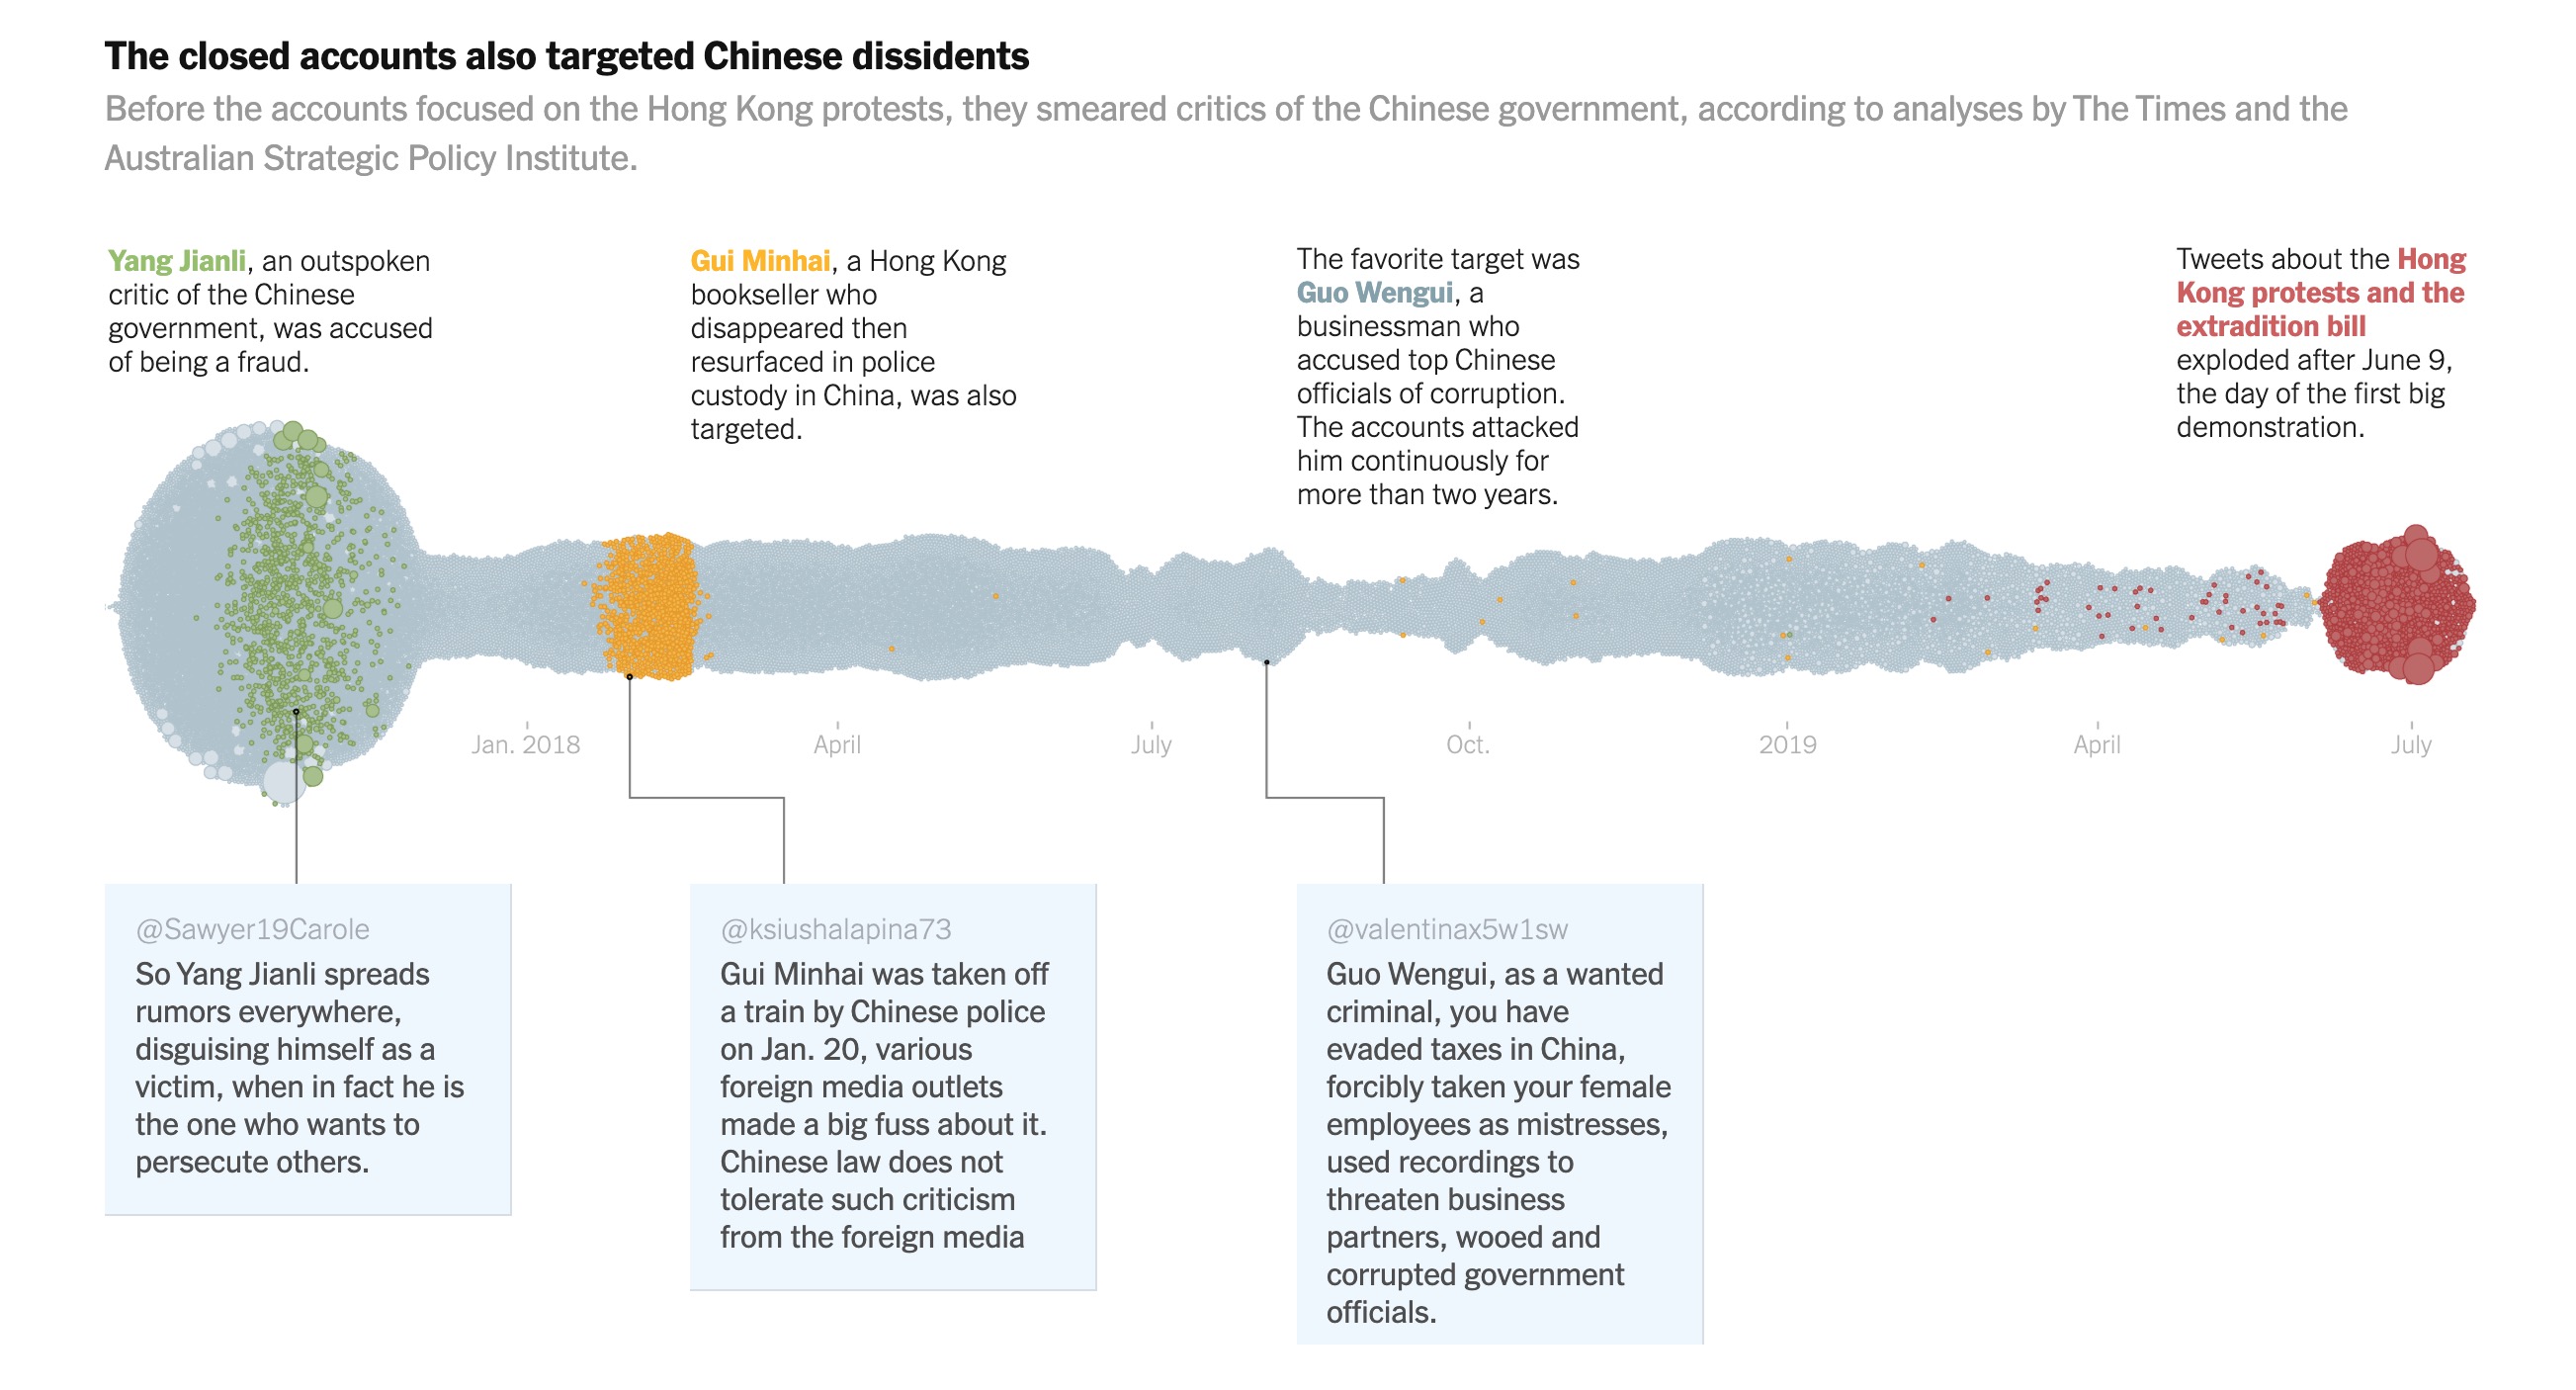 The closed accounts also targeted Chinese dissidents
Before the accounts focused on the Hong Kong protests, they smeared critics of the Chinese government, according to analyses by The Times and the
Australian Strategic Policy Institute.
Yang Jianli, an outspoken
critic of the Chinese
government, was accused
of being a fraud.
Gui Minhai, a Hong Kong
bookseller who
disappeared then
resurfaced in police
custody in China, was also
targeted.
The favorite target was
Guo Wengui, a
businessman who
accused top Chinese
officials of corruption.
The accounts attacked
him continuously for
more than two years.
Tweets about the Hong
Kong protests and the
extradition bill
exploded after June 9,
the day of the first big
demonstration.
Jan. 2018
April
July
Oct.
2019
April
July
@Sawyer19Carole
So Yang Jianli spreads
rumors everywhere,
disguising himself as a
victim, when in fact he is
the one who wants to
persecute others.
@ksiushalapina73
Gui Minhai was taken off
a train by Chinese police
on Jan. 20, various
foreign media outlets
made a big fuss about it.
Chinese law does not
tolerate such criticism
from the foreign media
@valentinax5w1sw
Guo Wengui, as a wanted
criminal, you have
evaded taxes in China,
forcibly taken your female
employees as mistresses,
used recordings to
threaten business
partners, wooed and
corrupted government
officials.